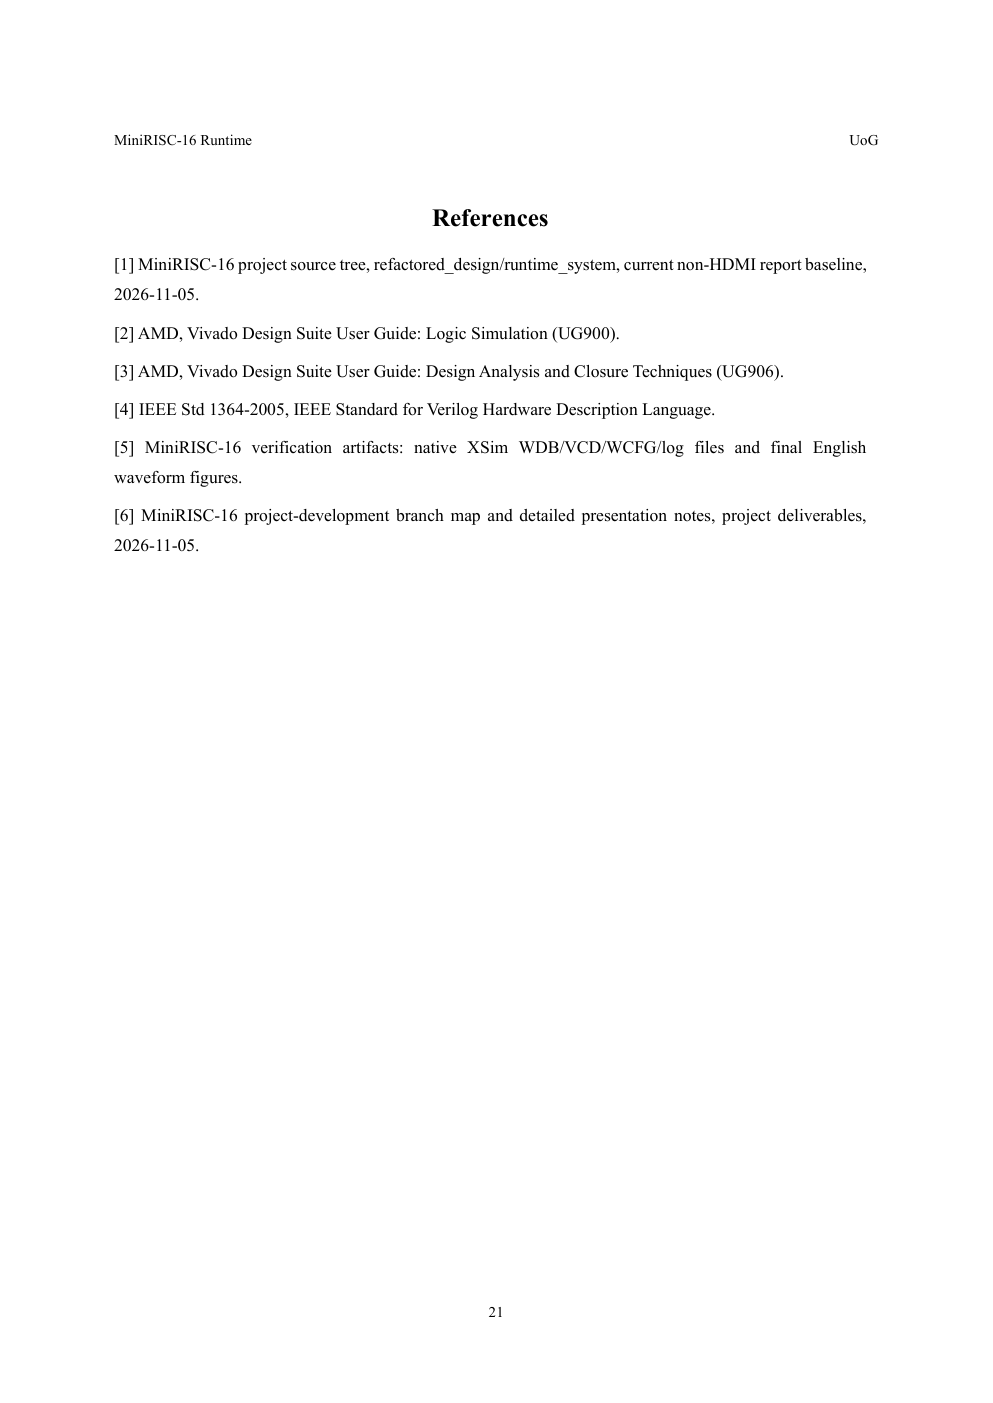 MiniRISC-16 Runtime UoG
References
[1] MiniRISC-16 project source tree, refactored_design/runtime_system, current non-HDMI report baseline,
2026-11-05.
[2] AMD, Vivado Design Suite User Guide: Logic Simulation (UG900).
[3] AMD, Vivado Design Suite User Guide: Design Analysis and Closure Techniques (UG906).
[4] IEEE Std 1364-2005, IEEE Standard for Verilog Hardware Description Language.
[5] MiniRISC-16 verification artifacts: native XSim WDB/VCD/WCFG/log files and final English
waveform figures.
[6] MiniRISC-16 project-development branch map and detailed presentation notes, project deliverables,
2026-11-05.
21